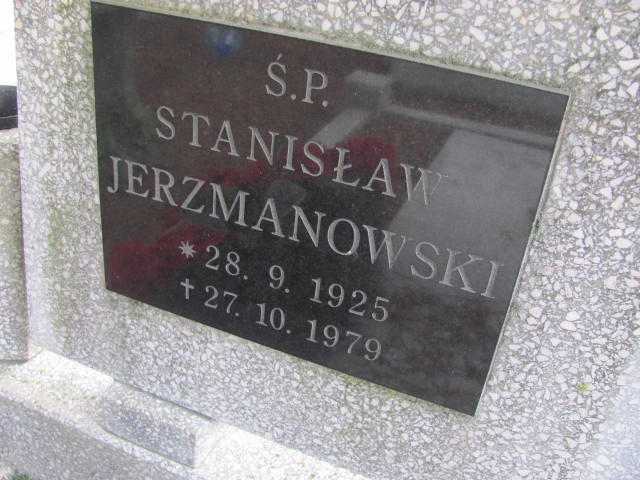 Ś.P.
STANISŁAW
JERZMANOWSKI
* 28. 9. 1925
† 27. 10. 1979